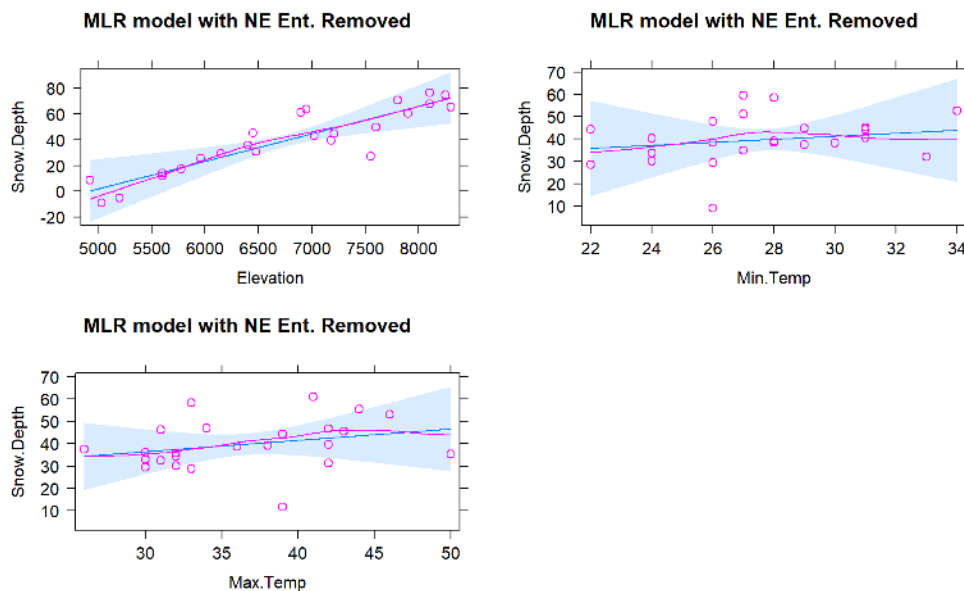 MLR model with NE Ent. Removed
80
60
40
20
0
-20
Snow.Depth
5000 5500 6000 6500 7000 7500 8000
Elevation
MLR model with NE Ent. Removed
70
60
50
40
30
20
10
Snow.Depth
22 24 26 28 30 32 34
Min.Temp
MLR model with NE Ent. Removed
70
60
50
40
30
20
10
Snow.Depth
30 35 40 45 50
Max.Temp